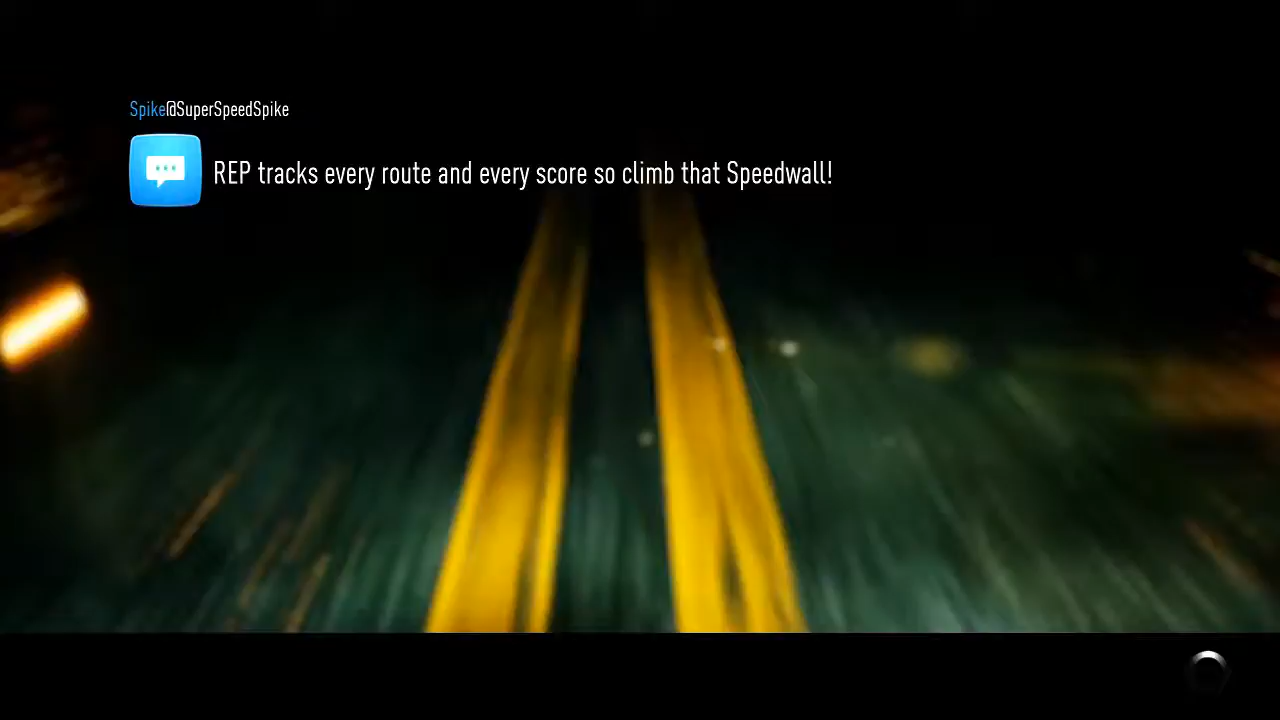 Spike@SuperSpeedSpike
REP tracks every route and every score so climb that Speedwall!